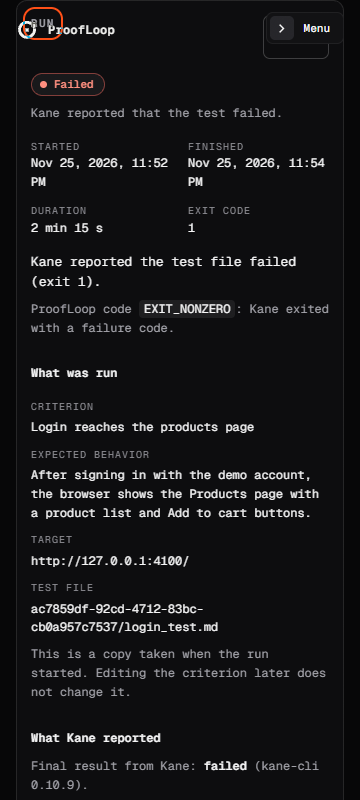 RUN
ProofLoop
Menu
Failed
Kane reported that the test failed.
STARTED
Nov 25, 2026, 11:52
PM
FINISHED
Nov 25, 2026, 11:54
PM
DURATION
2 min 15 s
EXIT CODE
1
Kane reported the test file failed
(exit 1).
ProofLoop code EXIT_NONZERO: Kane exited
with a failure code.
What was run
CRITERION
Login reaches the products page
EXPECTED BEHAVIOR
After signing in with the demo account,
the browser shows the Products page with
a product list and Add to cart buttons.
TARGET
http://127.0.0.1:4100/
TEST FILE
ac7859df-92cd-4712-83bc-
cb0a957c7537/login_test.md
This is a copy taken when the run
started. Editing the criterion later does
not change it.
What Kane reported
Final result from Kane: failed (kane-cli
0.10.9).